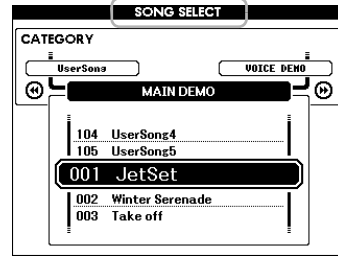 SONG SELECT
CATEGORY
UserSong
VOICE DEMO
MAIN DEMO
104 UserSong4
105 UserSong5
001 JetSet
002 Winter Serenade
003 Take off